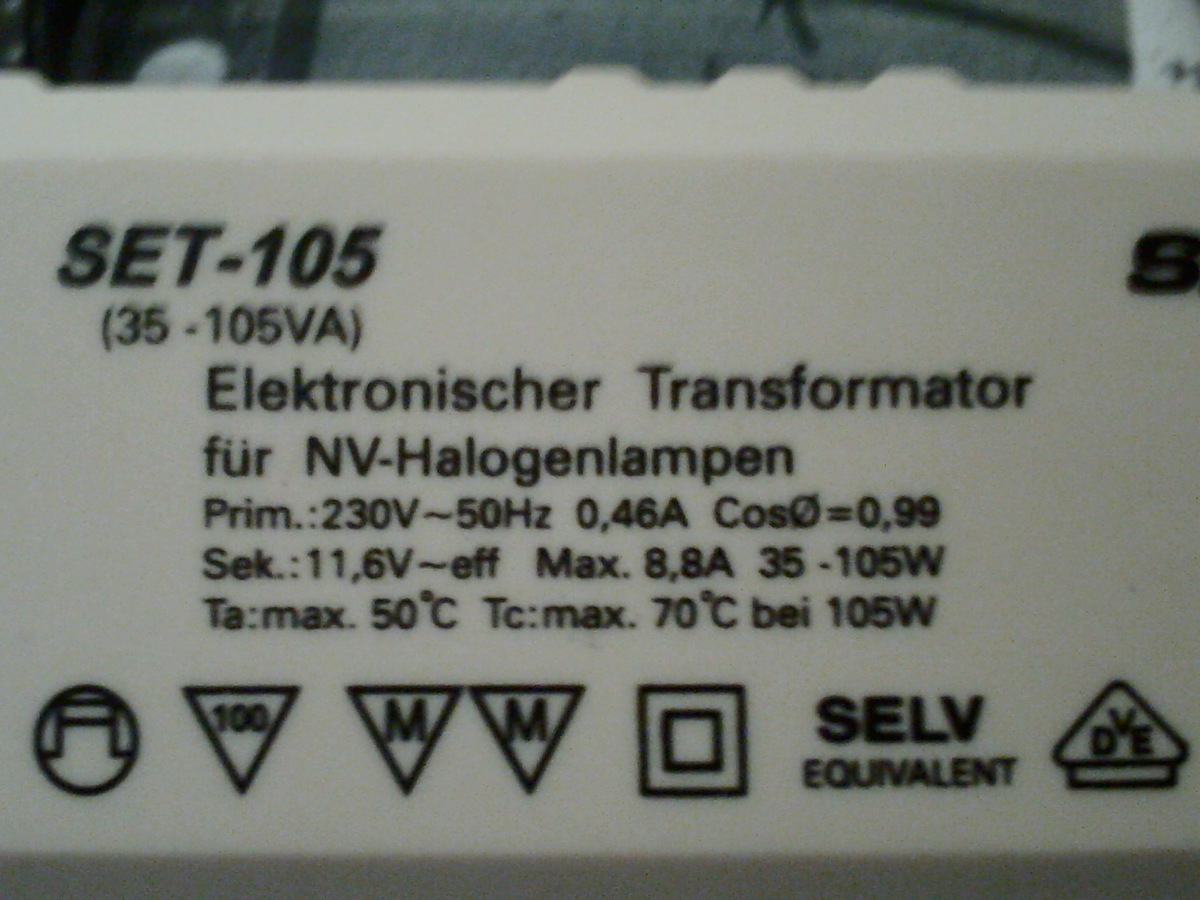 SET-105
(35 -105VA)
Elektronischer Transformator
für NV-Halogenlampen
Prim.:230V~50Hz 0,46A CosØ=0,99
Sek.:11,6V~eff Max. 8,8A 35 -105W
Ta:max. 50°C Tc:max. 70°C bei 105W
100 M M SELV DVE
EQUIVALENT